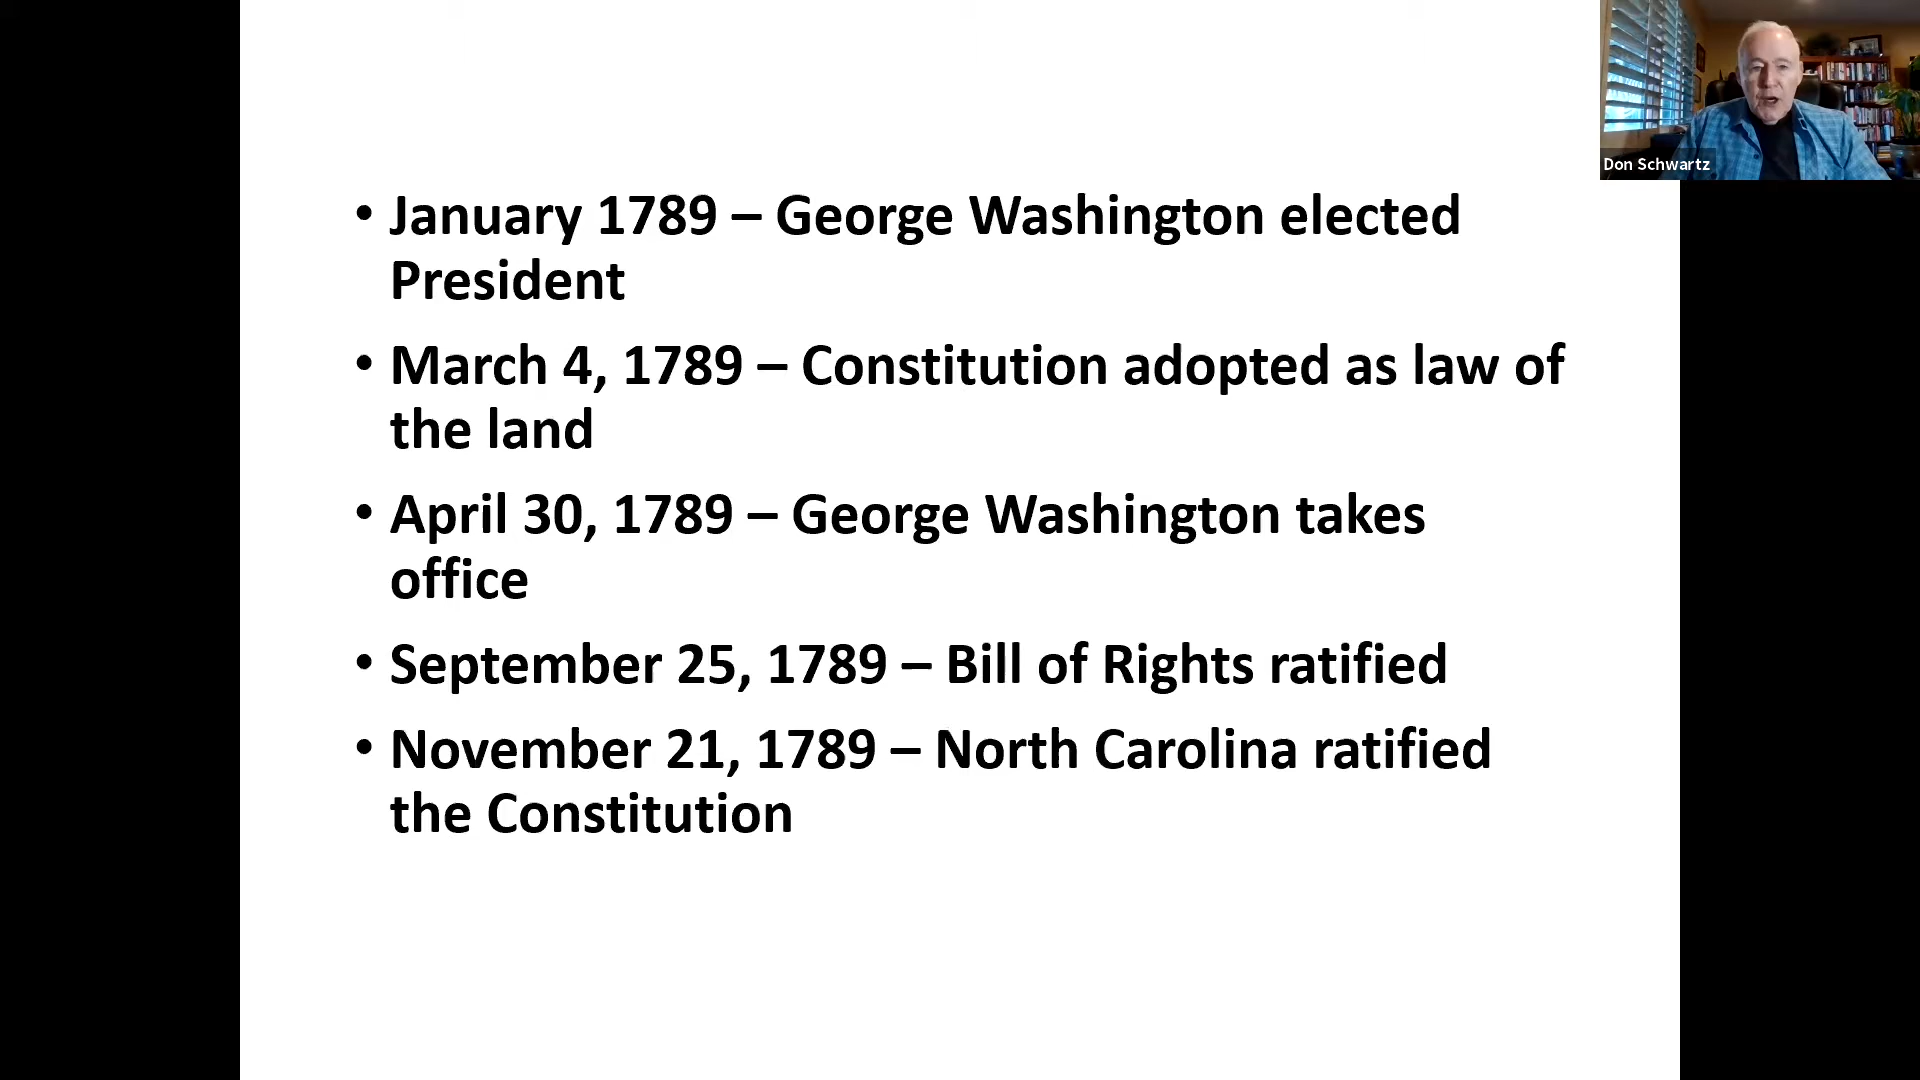 Don Schwartz
• January 1789 – George Washington elected
President
• March 4, 1789 – Constitution adopted as law of
the land
• April 30, 1789 – George Washington takes
office
• September 25, 1789 – Bill of Rights ratified
• November 21, 1789 – North Carolina ratified
the Constitution